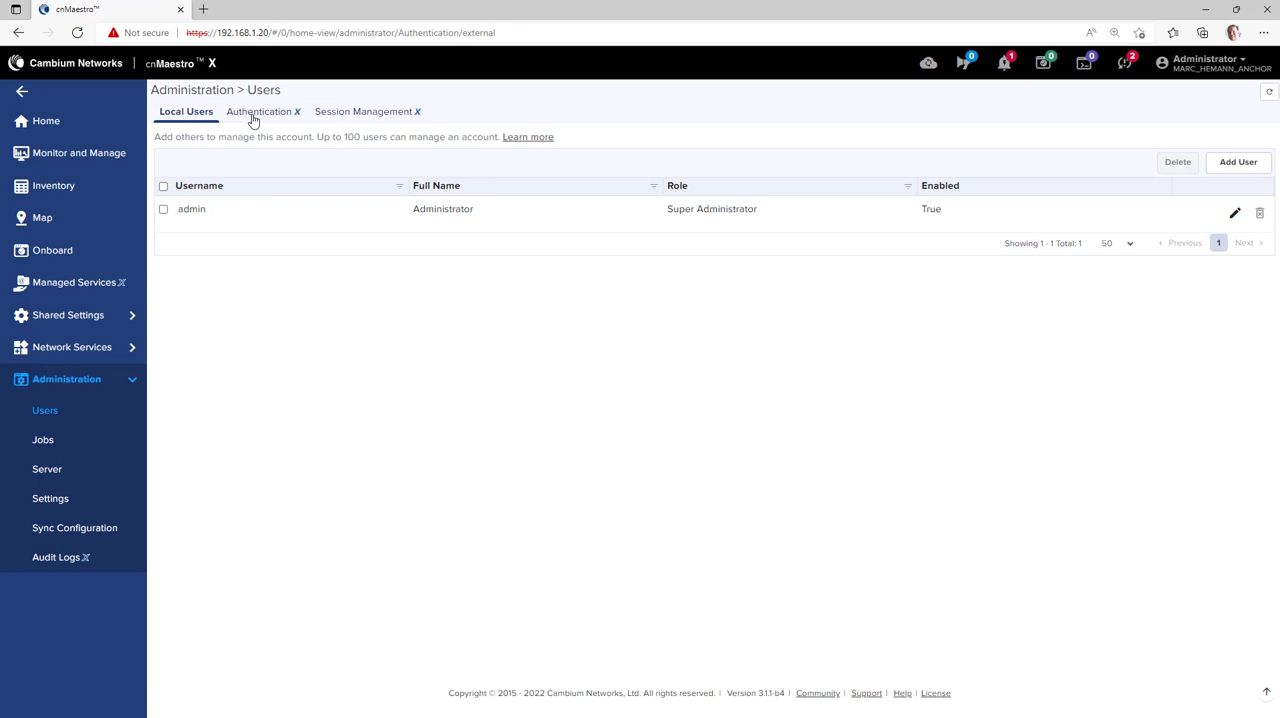 cnMaestro™
Not secure https://192.168.1.20/#/0/home-view/administrator/Authentication/external
Cambium Networks cnMaestro™ X
0 1 0 0 2
Administrator
MARC_HEMANN_ANCHOR
Home
Monitor and Manage
Inventory
Map
Onboard
Managed Services X
Shared Settings
Network Services
Administration
Users
Jobs
Server
Settings
Sync Configuration
Audit Logs X
Administration > Users
Local Users Authentication X Session Management X
Add others to manage this account. Up to 100 users can manage an account. Learn more
Delete Add User
Username Full Name Role Enabled
admin Administrator Super Administrator True
Showing 1 - 1 Total: 1 50 ‹ Previous 1 Next ›
Copyright © 2015 - 2022 Cambium Networks, Ltd. All rights reserved. | Version 3.1.1-b4 | Community | Support | Help | License